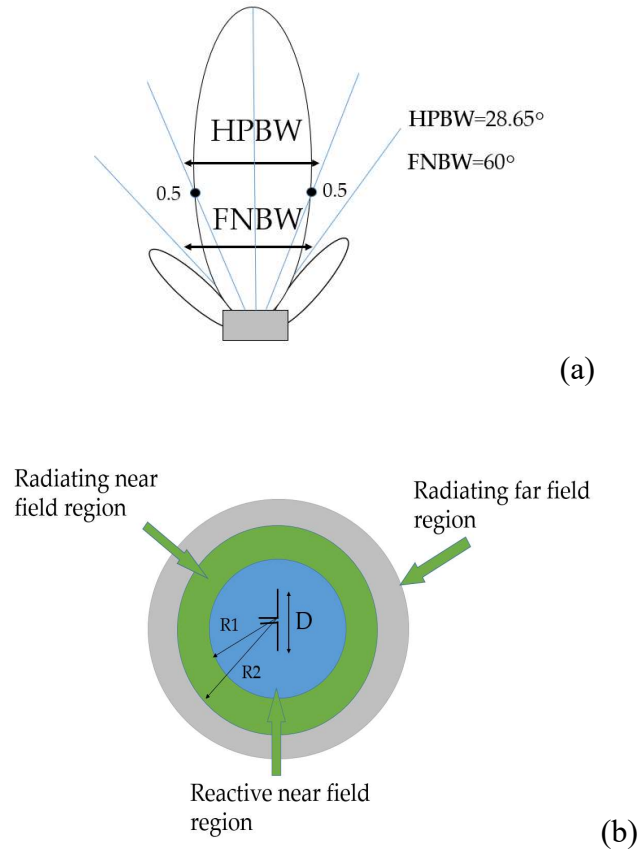 HPBW
HPBW=28.65°
FNBW=60°
0.5
0.5
FNBW
(a)
Radiating near
field region
Radiating far field
region
R1
D
R2
Reactive near field
region
(b)